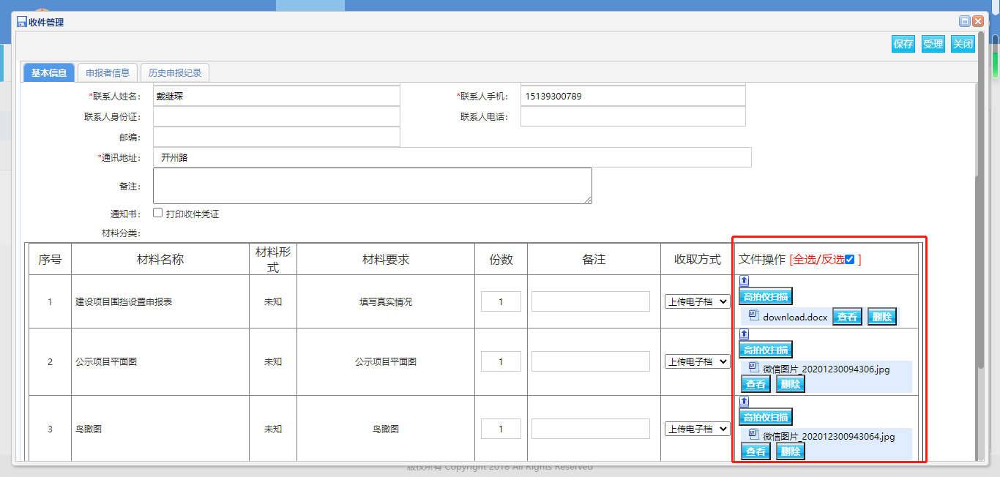 收件管理
保存 受理 关闭
基本信息 申报者信息 历史申报纪录
*联系人姓名: 戴继琛 *联系人手机: 15139300789
联系人身份证: 联系人电话:
邮编:
*通讯地址: 开州路
备注:
通知书: 打印收件凭证
材料分类:
序号 材料名称 材料形式 材料要求 份数 备注 收取方式 文件操作 [全选/反选 ]
1 建设项目围挡设置申报表 未知 填写真实情况 1 上传电子档 高拍仪扫描
download.docx 查看 删除
2 公示项目平面图 未知 公示项目平面图 1 上传电子档 高拍仪扫描
微信图片_20201230094306.jpg
查看 删除
3 鸟瞰图 未知 鸟瞰图 1 上传电子档 高拍仪扫描
微信图片_202012300943064.jpg
查看 删除
版权所有 Copyright 2018 All Rights Reserved